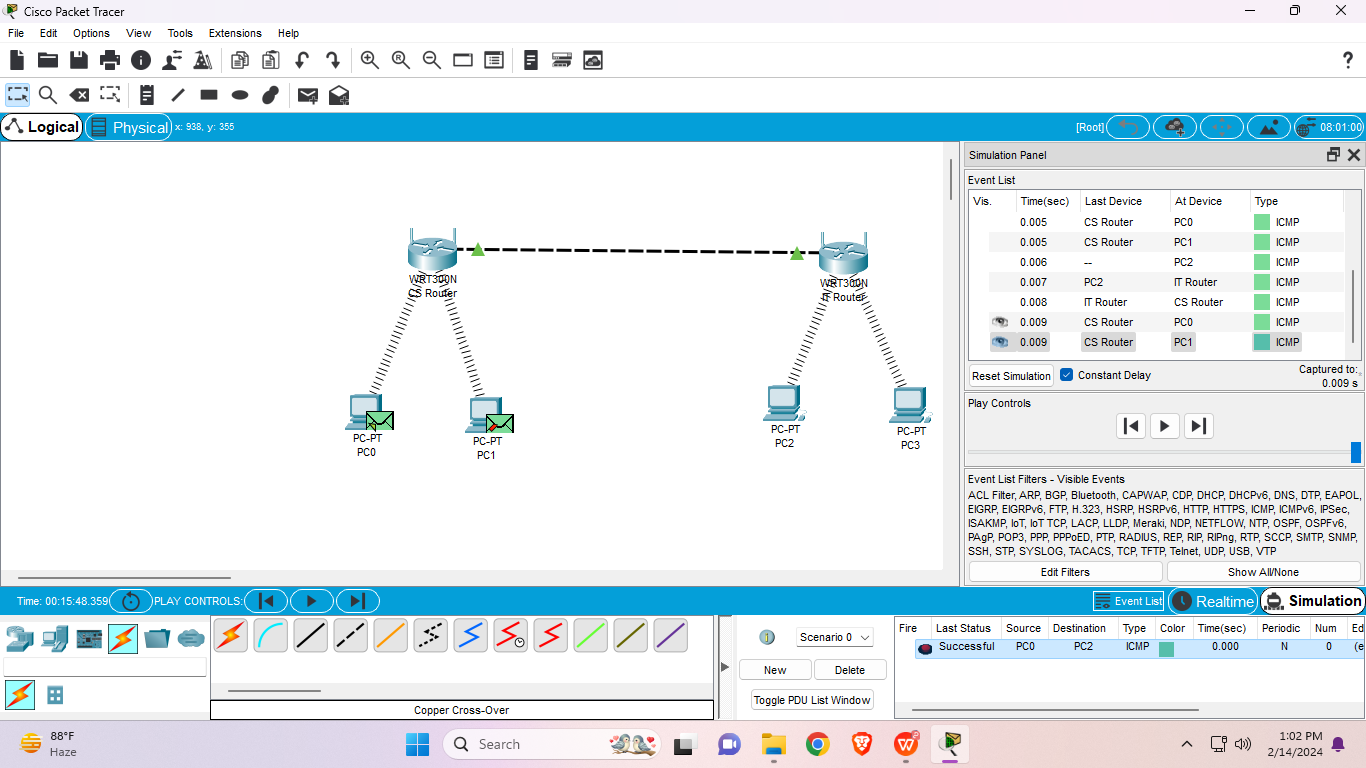 Cisco Packet Tracer
File Edit Options View Tools Extensions Help
Logical Physical x: 938, y: 355 [Root] 08:01:00
Simulation Panel
Event List
Vis. Time(sec) Last Device At Device Type
0.005 CS Router PC0 ICMP
0.005 CS Router PC1 ICMP
0.006 -- PC2 ICMP
0.007 PC2 IT Router ICMP
0.008 IT Router CS Router ICMP
0.009 CS Router PC0 ICMP
0.009 CS Router PC1 ICMP
Reset Simulation Constant Delay Captured to:
0.009 s
Play Controls
Event List Filters - Visible Events
ACL Filter, ARP, BGP, Bluetooth, CAPWAP, CDP, DHCP, DHCPv6, DNS, DTP, EAPOL,
EIGRP, EIGRPv6, FTP, H.323, HSRP, HSRPv6, HTTP, HTTPS, ICMP, ICMPv6, IPSec,
ISAKMP, IoT, IoT TCP, LACP, LLDP, Meraki, NDP, NETFLOW, NTP, OSPF, OSPFv6,
PAgP, POP3, PPP, PPPoED, PTP, RADIUS, REP, RIP, RIPng, RTP, SCCP, SMTP, SNMP,
SSH, STP, SYSLOG, TACACS, TCP, TFTP, Telnet, UDP, USB, VTP
Edit Filters Show All/None
WRT300N
CS Router
WRT300N
IT Router
PC-PT
PC0
PC-PT
PC1
PC-PT
PC2
PC-PT
PC3
Time: 00:15:48.359 PLAY CONTROLS: Event List Realtime Simulation
Scenario 0
New Delete
Toggle PDU List Window
Fire Last Status Source Destination Type Color Time(sec) Periodic Num Edi
Successful PC0 PC2 ICMP 0.000 N 0 (e
Copper Cross-Over
88°F
Haze
Search
1:02 PM
2/14/2024